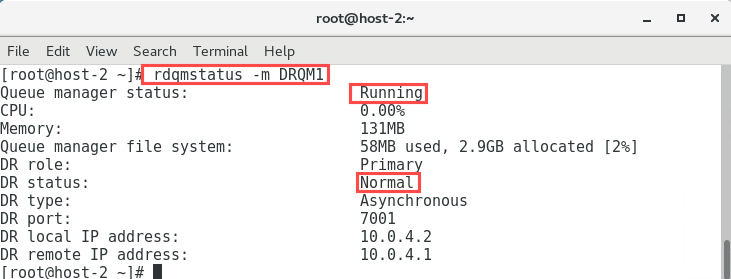 root@host-2:~
File Edit View Search Terminal Help
[root@host-2 ~]# rdqmstatus -m DRQM1
Queue manager status: Running
CPU: 0.00%
Memory: 131MB
Queue manager file system: 58MB used, 2.9GB allocated [2%]
DR role: Primary
DR status: Normal
DR type: Asynchronous
DR port: 7001
DR local IP address: 10.0.4.2
DR remote IP address: 10.0.4.1
[root@host-2 ~]#